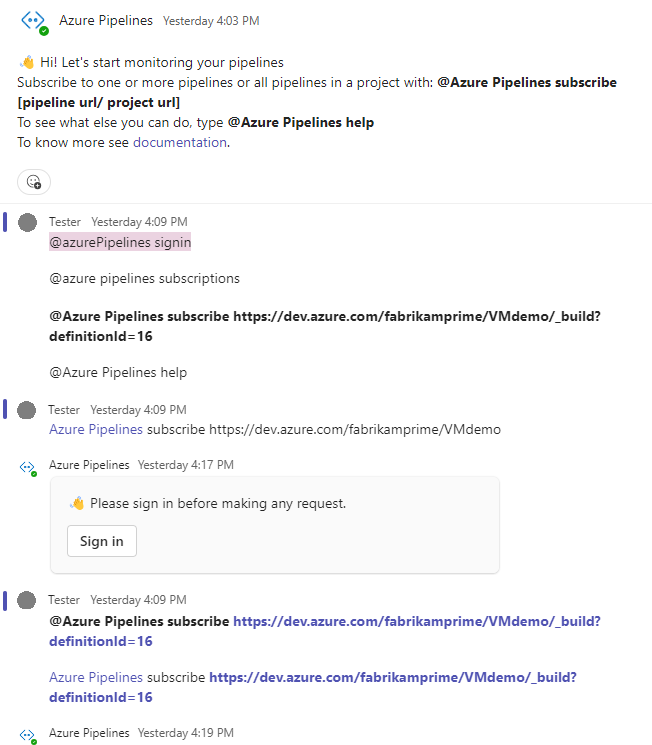 Azure Pipelines Yesterday 4:03 PM
👋 Hi! Let's start monitoring your pipelines
Subscribe to one or more pipelines or all pipelines in a project with: @Azure Pipelines subscribe
[pipeline url/ project url]
To see what else you can do, type @Azure Pipelines help
To know more see documentation.
Tester Yesterday 4:09 PM
@azurePipelines signin
@azure pipelines subscriptions
@Azure Pipelines subscribe https://dev.azure.com/fabrikamprime/VMdemo/_build?
definitionId=16
@Azure Pipelines help
Tester Yesterday 4:09 PM
Azure Pipelines subscribe https://dev.azure.com/fabrikamprime/VMdemo
Azure Pipelines Yesterday 4:17 PM
👋 Please sign in before making any request.
Sign in
Tester Yesterday 4:09 PM
@Azure Pipelines subscribe https://dev.azure.com/fabrikamprime/VMdemo/_build?
definitionId=16
Azure Pipelines subscribe https://dev.azure.com/fabrikamprime/VMdemo/_build?
definitionId=16
Azure Pipelines Yesterday 4:19 PM